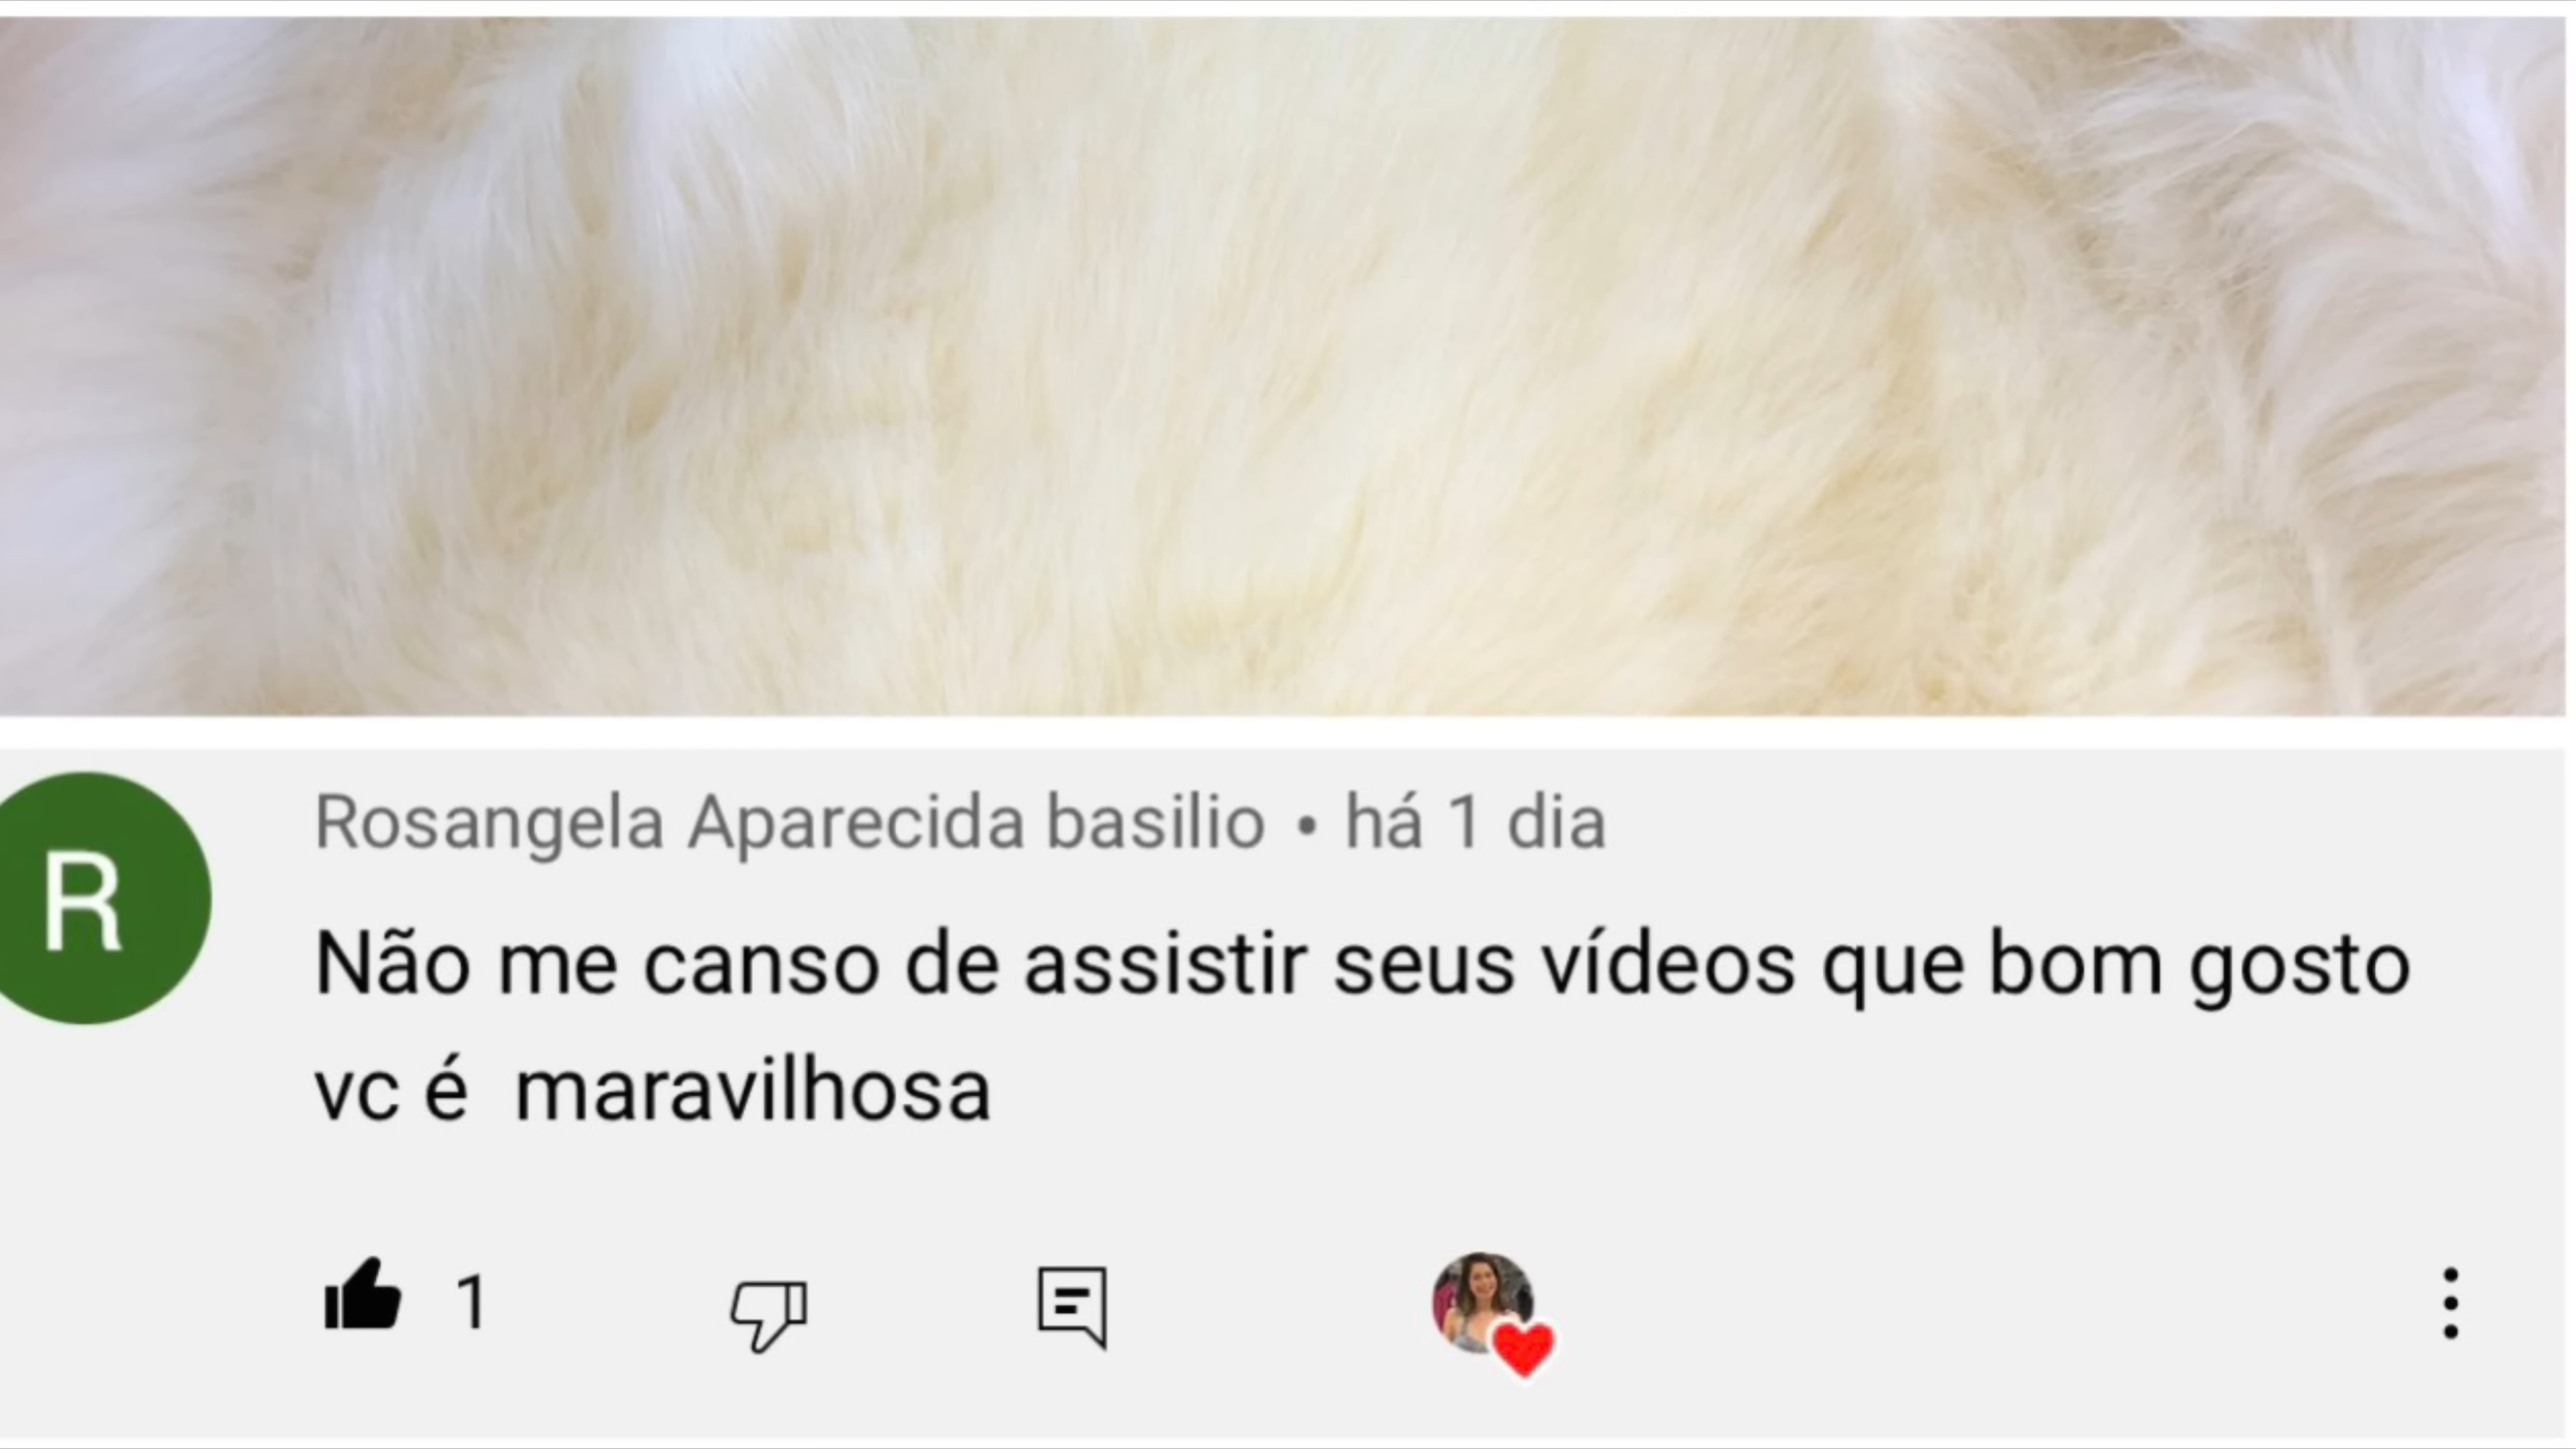 R
Rosangela Aparecida basilio • há 1 dia
Não me canso de assistir seus vídeos que bom gosto
vc é  maravilhosa
1